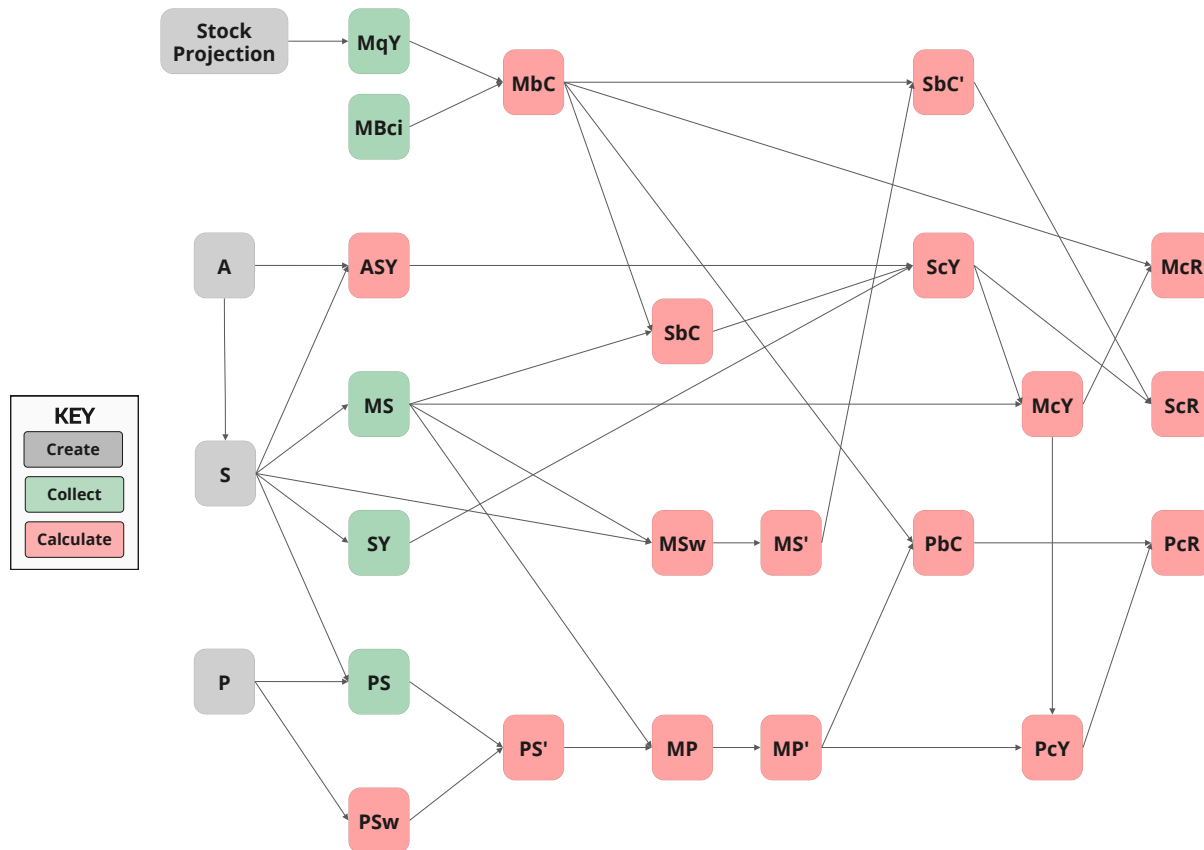 Stock
Projection
MqY
MBci
MbC
SbC'
A
ASY
ScY
McR
SbC
MS
McY
ScR
KEY
Create
Collect
Calculate
S
SY
MSw
MS'
PbC
PcR
P
PS
PS'
MP
MP'
PcY
PSw